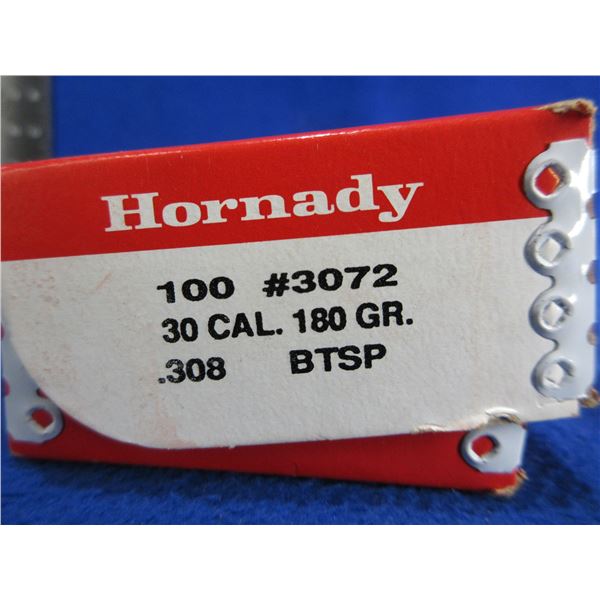 Hornady
100 #3072
30 CAL. 180 GR.
.308 BTSP